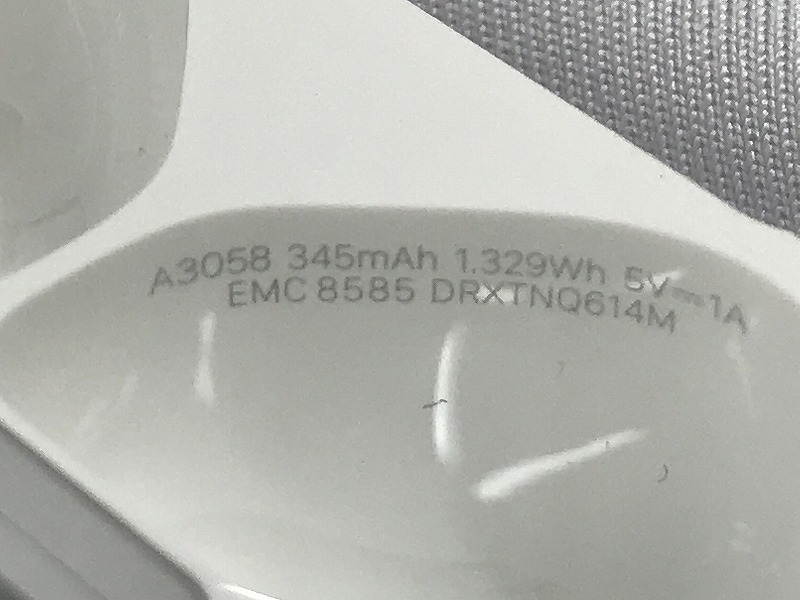 A3058 345mAh 1.329Wh 5V⎓1A
EMC 8585 DRXTNQ614M